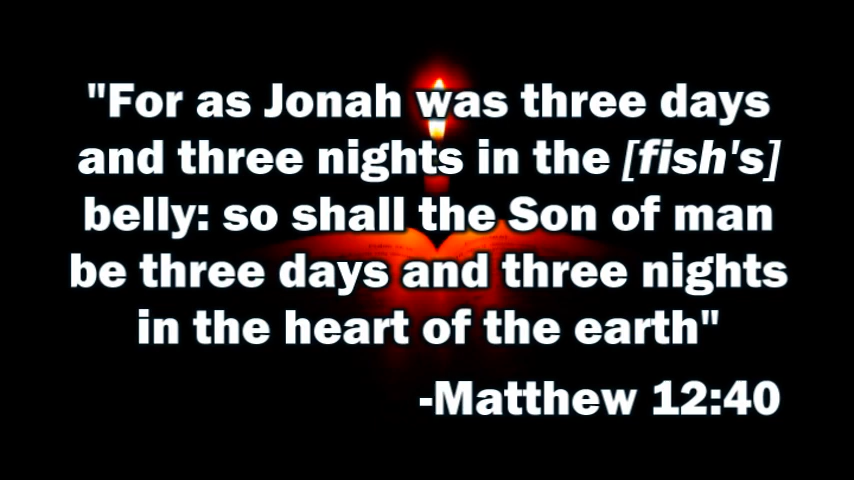 "For as Jonah was three days
and three nights in the [fish's]
belly: so shall the Son of man
be three days and three nights
in the heart of the earth"
-Matthew 12:40